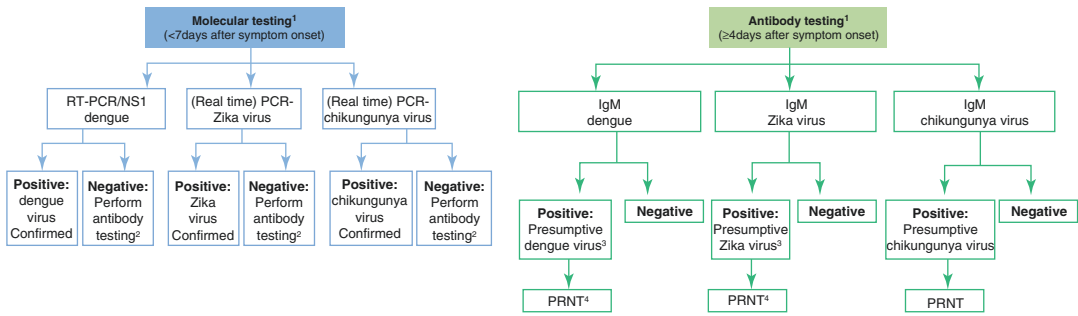 Molecular testing¹
(<7days after symptom onset)
RT-PCR/NS1
dengue
(Real time) PCR-
Zika virus
(Real time) PCR-
chikungunya virus
Positive:
dengue
virus
Confirmed
Negative:
Perform
antibody
testing²
Positive:
Zika
virus
Confirmed
Negative:
Perform
antibody
testing²
Positive:
chikungunya
virus
Confirmed
Negative:
Perform
antibody
testing²
Antibody testing¹
(≥4days after symptom onset)
IgM
dengue
IgM
Zika virus
IgM
chikungunya virus
Positive:
Presumptive
dengue virus³
Negative
Positive:
Presumptive
Zika virus³
Negative
Positive:
Presumptive
chikungunya virus
Negative
PRNT⁴
PRNT⁴
PRNT